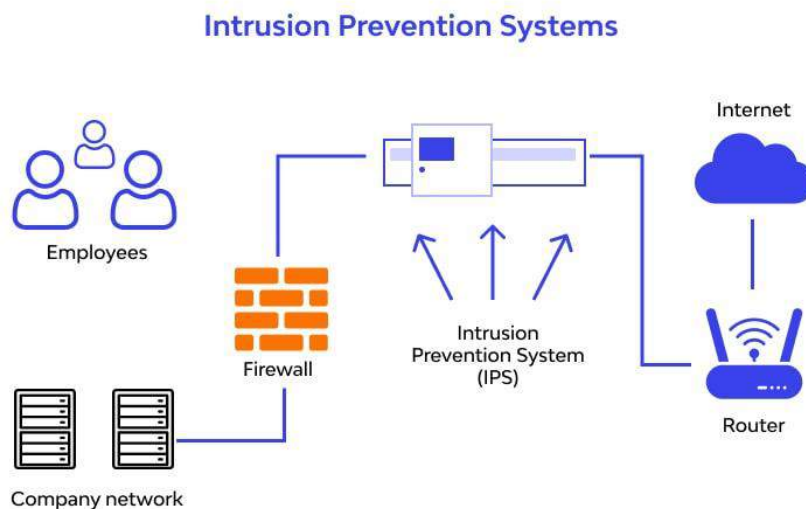 Intrusion Prevention Systems
Internet
Employees
Intrusion
Prevention System
(IPS)
Firewall
Router
Company network